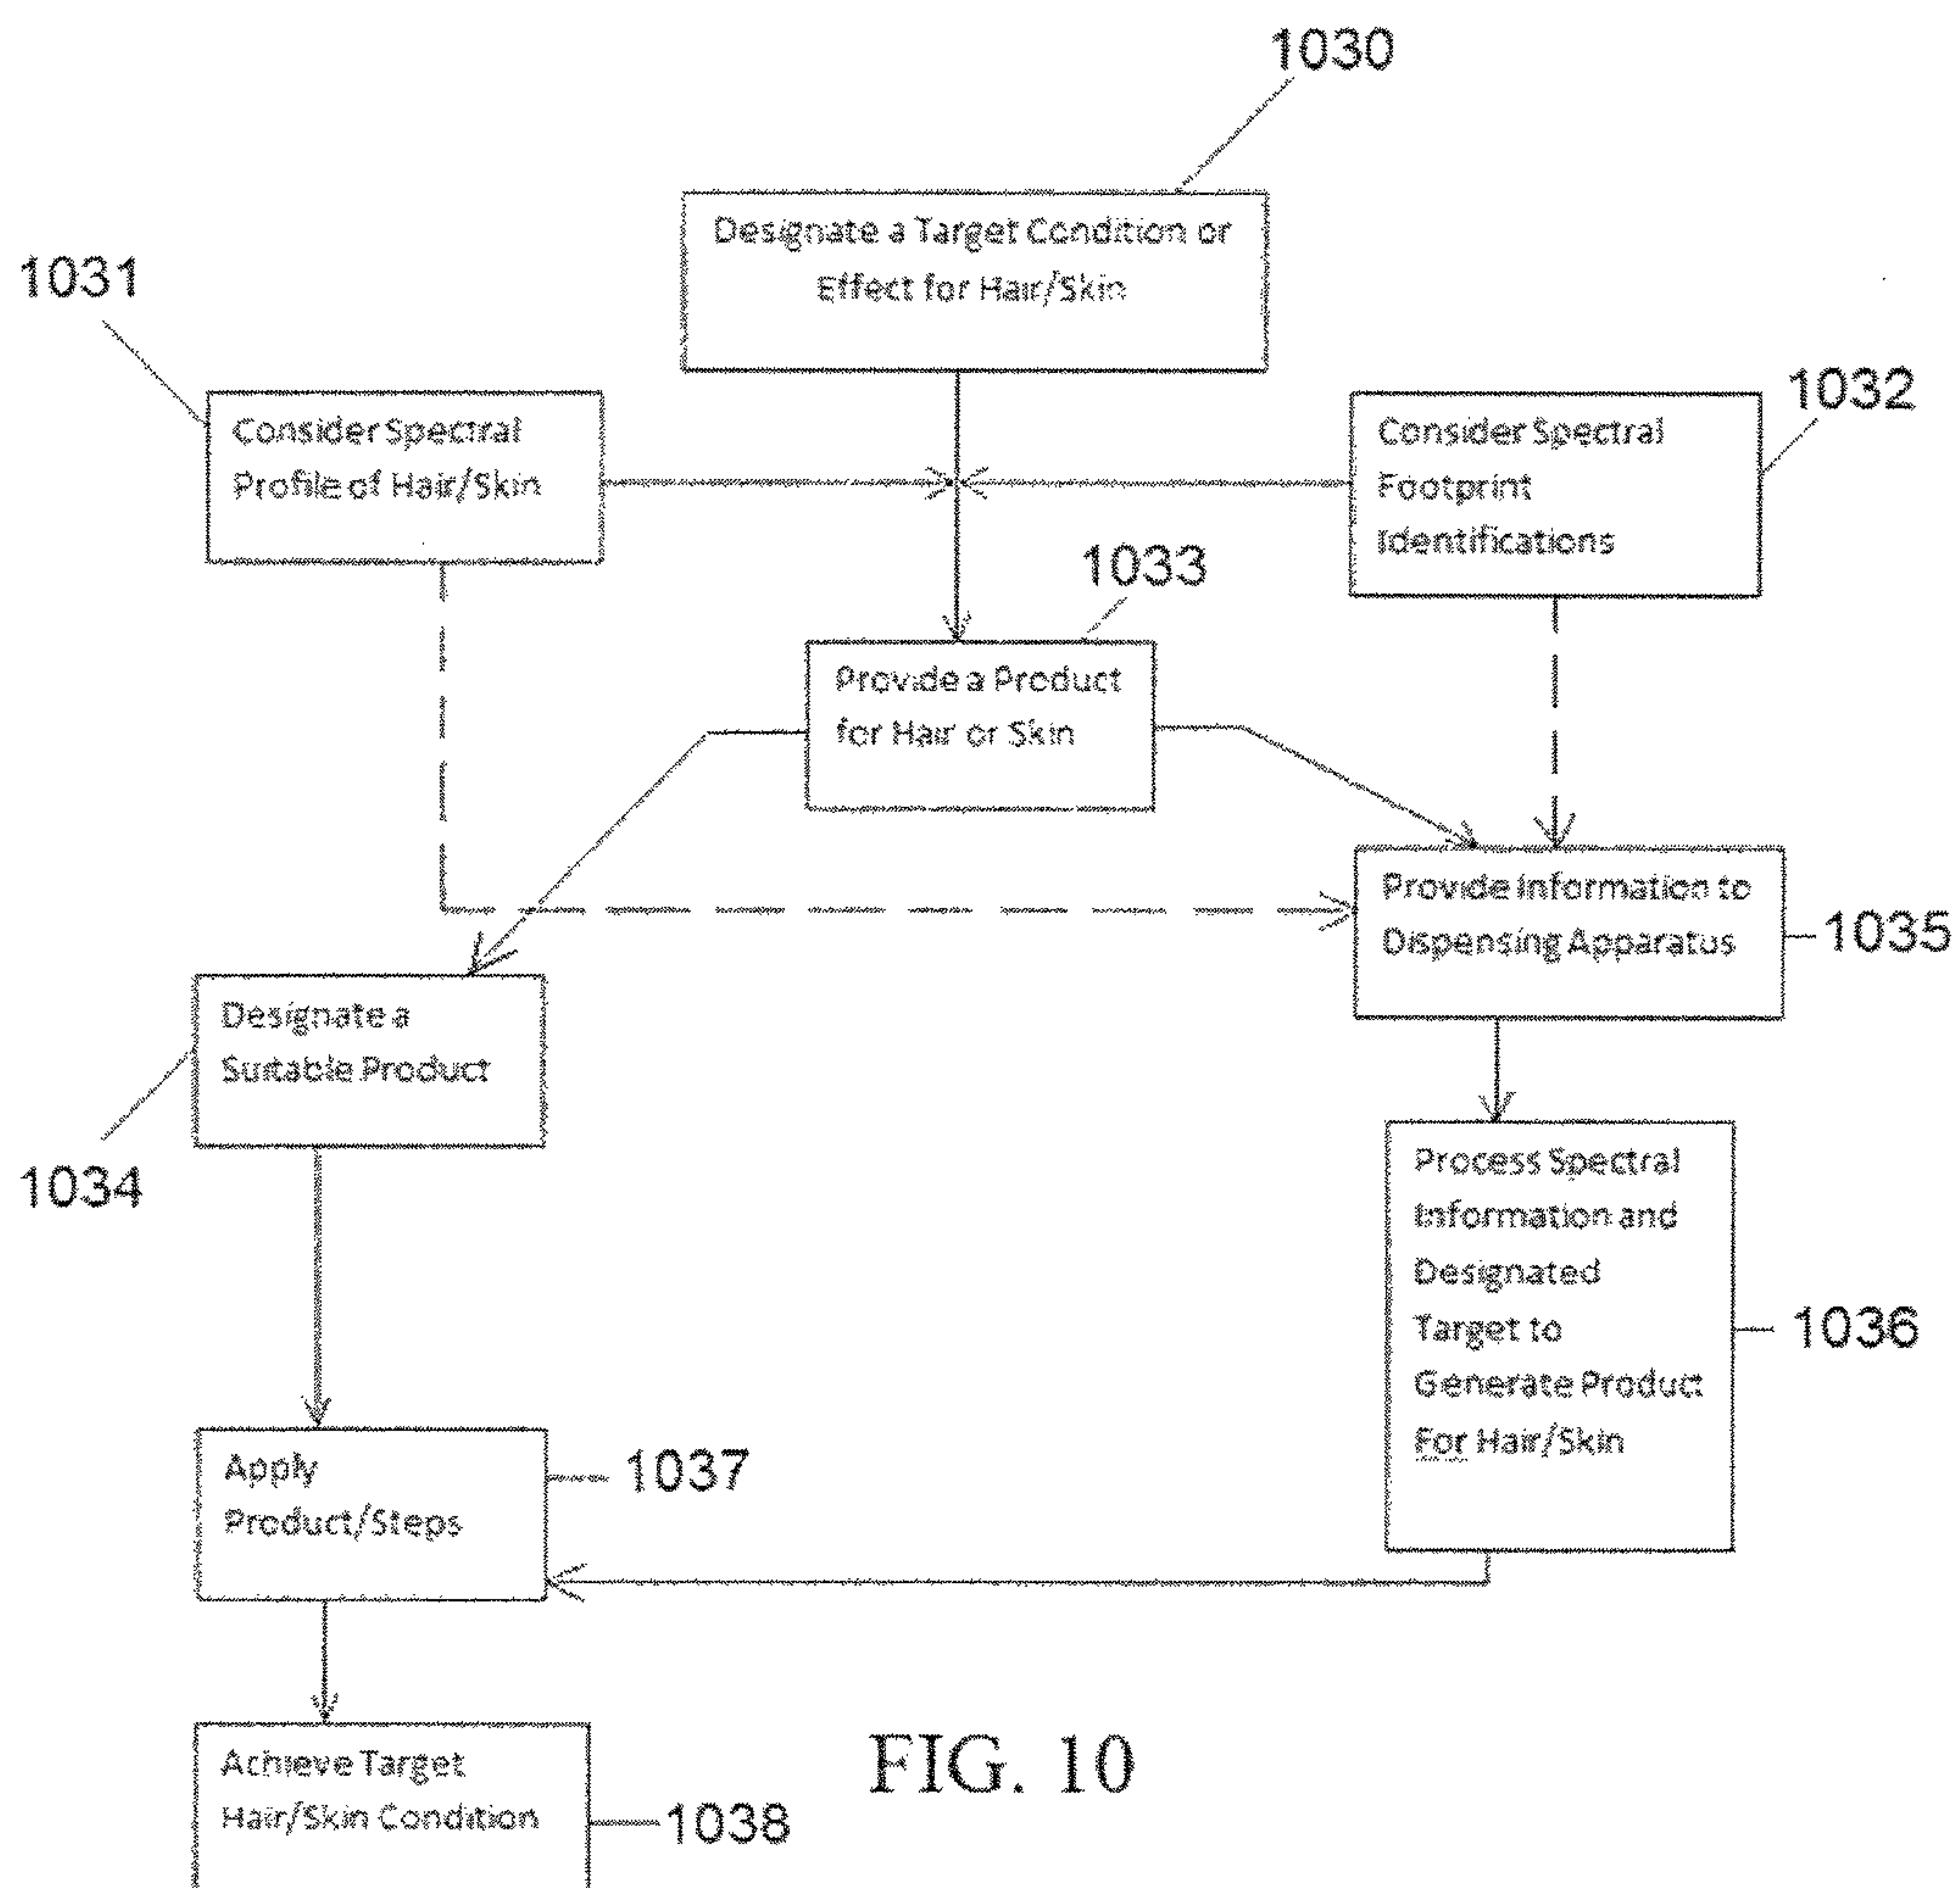 1030
Designate a Target Condition or
Effect for Hair/Skin
1031
Consider Spectral
Profile of Hair/Skin
1032
Consider Spectral
Footprint
Identifications
1033
Provide a Product
for Hair or Skin
Provide Information to
Dispensing Apparatus
1035
Designate a
Suitable Product
1034
Process Spectral
Information and
Designated
Target to
Generate Product
For Hair/Skin
1036
Apply
Product/Steps
1037
Achieve Target
Hair/Skin Condition
1038
FIG. 10